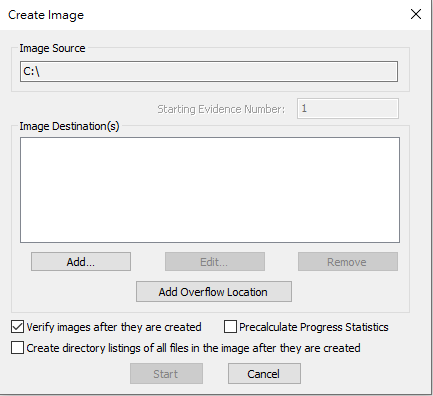 Create Image
Image Source
C:\
Starting Evidence Number: 1
Image Destination(s)
Add... Edit... Remove
Add Overflow Location
Verify images after they are created Precalculate Progress Statistics
Create directory listings of all files in the image after they are created
Start Cancel